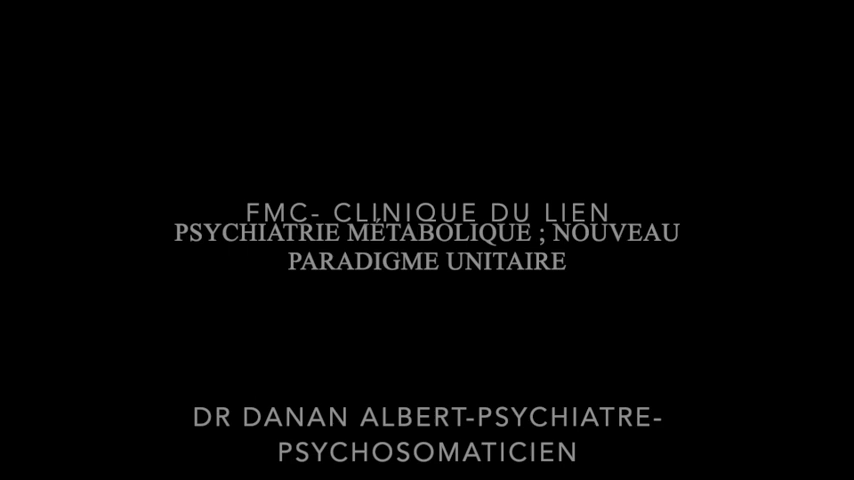 FMC- CLINIQUE DU LIEN
PSYCHIATRIE MÉTABOLIQUE ; NOUVEAU
PARADIGME UNITAIRE
DR DANAN ALBERT-PSYCHIATRE-
PSYCHOSOMATICIEN